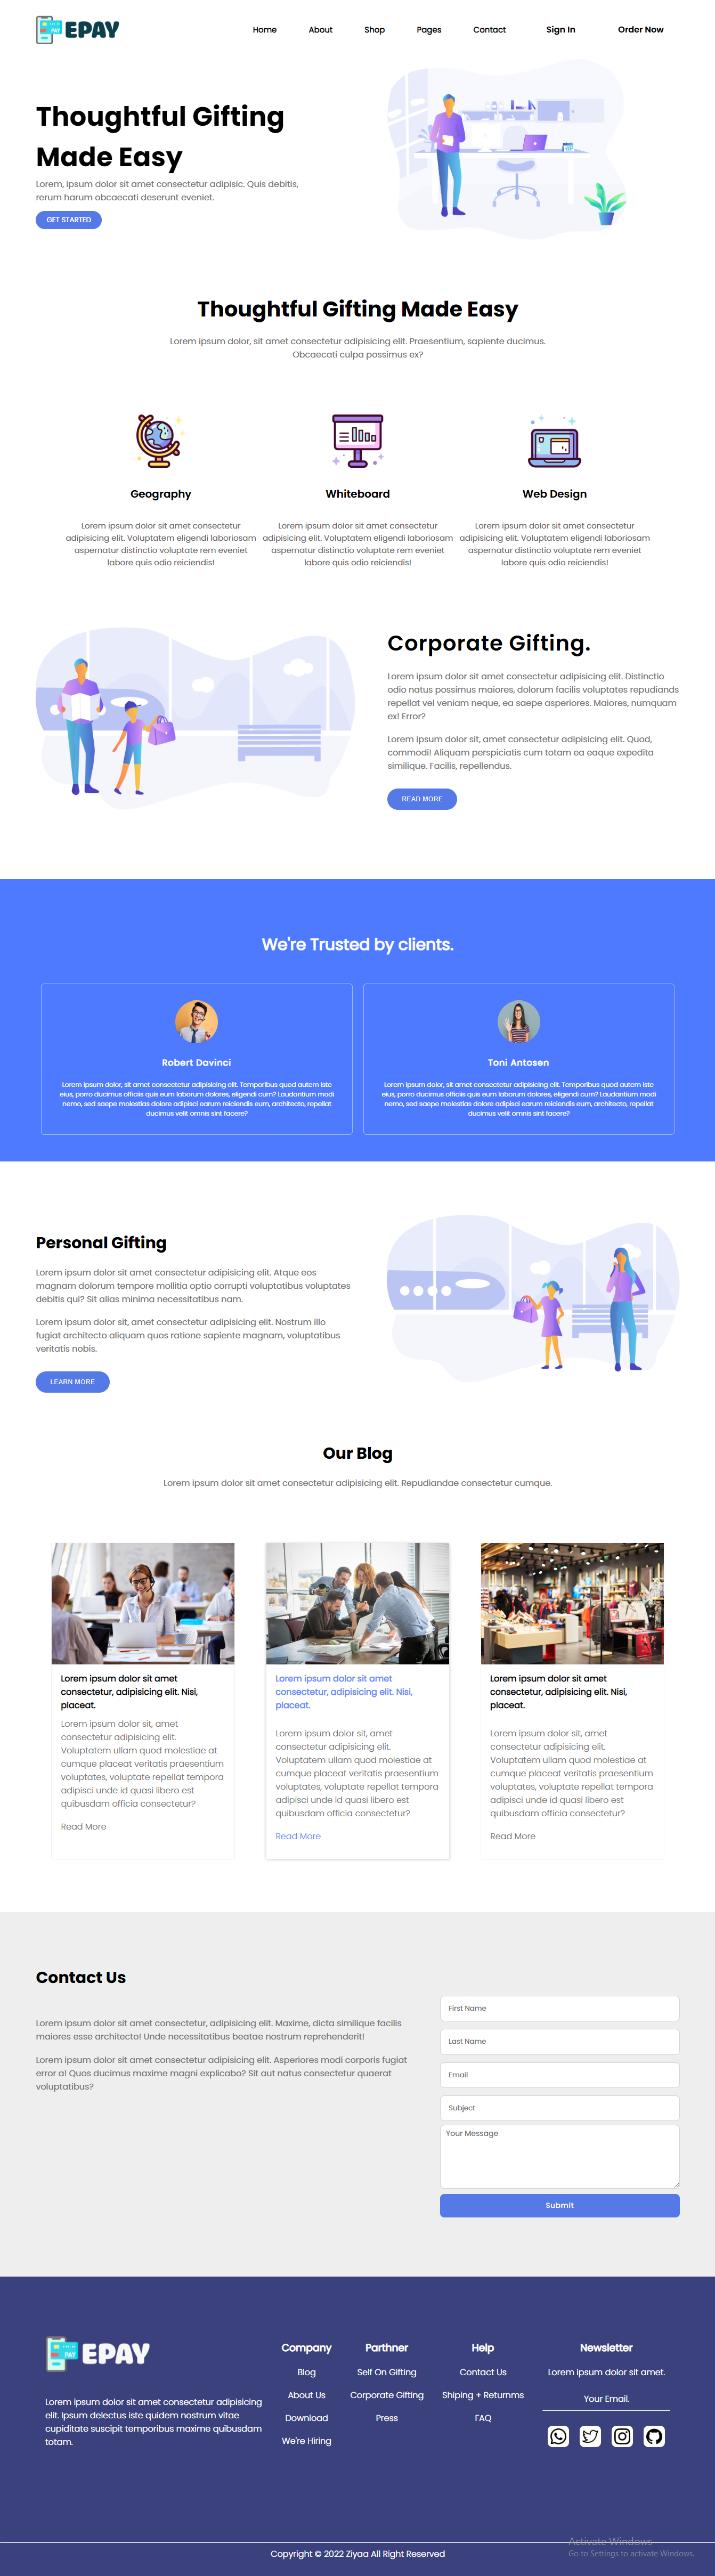 EPAY
Home About Shop Pages Contact Sign In Order Now
Thoughtful Gifting
Made Easy
Lorem, ipsum dolor sit amet consectetur adipisic. Quis debitis,
rerum harum obcaecati deserunt eveniet.
GET STARTED
Thoughtful Gifting Made Easy
Lorem ipsum dolor, sit amet consectetur adipisicing elit. Praesentium, sapiente ducimus.
Obcaecati culpa possimus ex?
Geography
Lorem ipsum dolor sit amet consectetur
adipisicing elit. Voluptatem eligendi laboriosam
aspernatur distinctio voluptate rem eveniet
labore quis odio reiciendis!
Whiteboard
Lorem ipsum dolor sit amet consectetur
adipisicing elit. Voluptatem eligendi laboriosam
aspernatur distinctio voluptate rem eveniet
labore quis odio reiciendis!
Web Design
Lorem ipsum dolor sit amet consectetur
adipisicing elit. Voluptatem eligendi laboriosam
aspernatur distinctio voluptate rem eveniet
labore quis odio reiciendis!
Corporate Gifting.
Lorem ipsum dolor sit amet consectetur adipisicing elit. Distinctio
odio natus possimus maiores, dolorum facilis voluptates repudiands
repellat vel veniam neque, ea saepe asperiores. Maiores, numquam
ex! Error?
Lorem ipsum dolor sit, amet consectetur adipisicing elit. Quod,
commodi! Aliquam perspiciatis cum totam ea eaque expedita
similique. Facilis, repellendus.
READ MORE
We're Trusted by clients.
Robert Davinci
Lorem ipsum dolor, sit amet consectetur adipisicing elit. Temporibus quod autem iste
eius, porro ducimus officiis quis eum laborum dolores, eligendi cum? Laudantium modi
nemo, sed saepe molestias dolore adipisci earum reiciendis eum, architecto, repellat
ducimus velit omnis sint facere?
Toni Antosen
Lorem ipsum dolor, sit amet consectetur adipisicing elit. Temporibus quod autem iste
eius, porro ducimus officiis quis eum laborum dolores, eligendi cum? Laudantium modi
nemo, sed saepe molestias dolore adipisci earum reiciendis eum, architecto, repellat
ducimus velit omnis sint facere?
Personal Gifting
Lorem ipsum dolor sit amet consectetur adipisicing elit. Atque eos
magnam dolorum tempore mollitia optio corrupti voluptatibus voluptates
debitis qui? Sit alias minima necessitatibus nam.
Lorem ipsum dolor sit, amet consectetur adipisicing elit. Nostrum illo
fugiat architecto aliquam quos ratione sapiente magnam, voluptatibus
veritatis nobis.
LEARN MORE
Our Blog
Lorem ipsum dolor sit amet consectetur adipisicing elit. Repudiandae consectetur cumque.
Lorem ipsum dolor sit amet
consectetur, adipisicing elit. Nisi,
placeat.
Lorem ipsum dolor sit, amet
consectetur adipisicing elit.
Voluptatem ullam quod molestiae at
cumque placeat veritatis praesentium
voluptates, voluptate repellat tempora
adipisci unde id quasi libero est
quibusdam officia consectetur?
Read More
Lorem ipsum dolor sit amet
consectetur, adipisicing elit. Nisi,
placeat.
Lorem ipsum dolor sit, amet
consectetur adipisicing elit.
Voluptatem ullam quod molestiae at
cumque placeat veritatis praesentium
voluptates, voluptate repellat tempora
adipisci unde id quasi libero est
quibusdam officia consectetur?
Read More
Lorem ipsum dolor sit amet
consectetur, adipisicing elit. Nisi,
placeat.
Lorem ipsum dolor sit, amet
consectetur adipisicing elit.
Voluptatem ullam quod molestiae at
cumque placeat veritatis praesentium
voluptates, voluptate repellat tempora
adipisci unde id quasi libero est
quibusdam officia consectetur?
Read More
Contact Us
Lorem ipsum dolor sit amet consectetur, adipisicing elit. Maxime, dicta similique facilis
maiores esse architecto! Unde necessitatibus beatae nostrum reprehenderit!
Lorem ipsum dolor sit amet consectetur adipisicing elit. Asperiores modi corporis fugiat
error a! Quos ducimus maxime magni explicabo? Sit aut natus consectetur quaerat
voluptatibus?
First Name
Last Name
Email
Subject
Your Message
Submit
EPAY
Lorem ipsum dolor sit amet consectetur adipisicing
elit. Ipsum delectus iste quidem nostrum vitae
cupiditate suscipit temporibus maxime quibusdam
totam.
Company
Blog
About Us
Download
We're Hiring
Parthner
Self On Gifting
Corporate Gifting
Press
Help
Contact Us
Shiping + Returnms
FAQ
Newsletter
Lorem ipsum dolor sit amet.
Your Email.
Activate Windows
Go to Settings to activate Windows.
Copyright © 2022 Ziyaa All Right Reserved